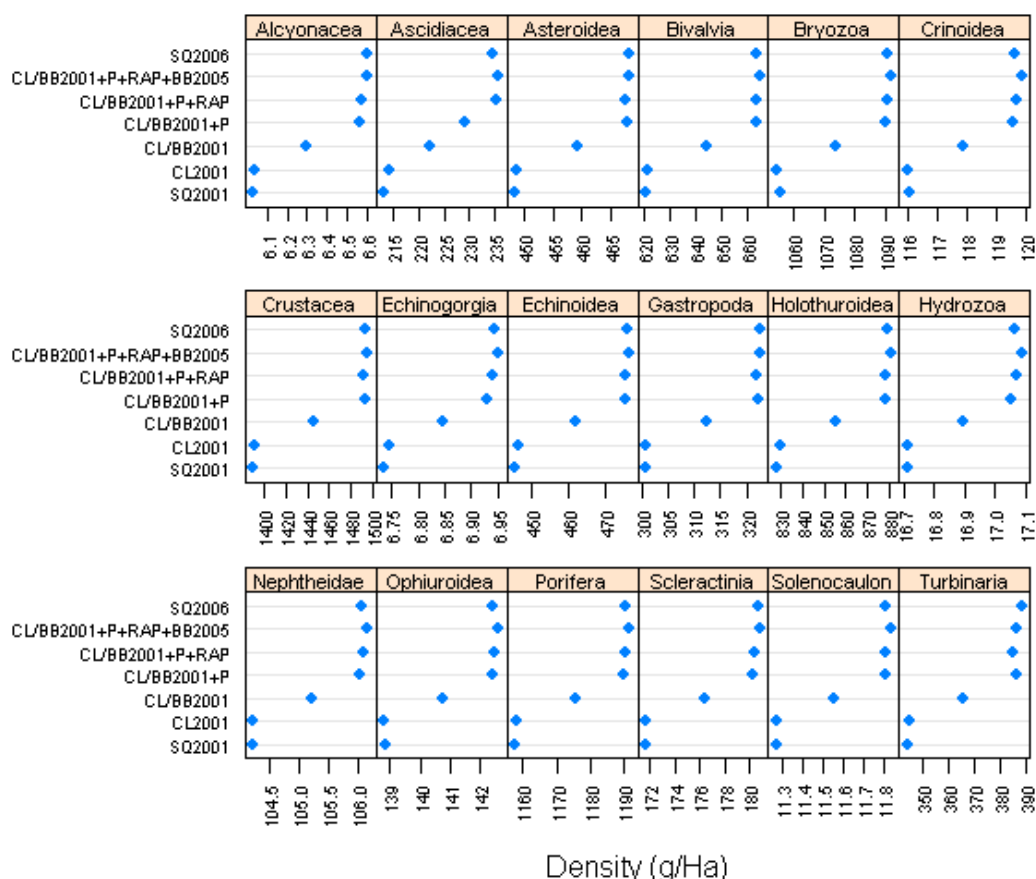 Alcyonacea Ascidiacea Asteroidea Bivalvia Bryozoa Crinoidea
SQ2006
CL/BB2001+P+RAP+BB2005
CL/BB2001+P+RAP
CL/BB2001+P
CL/BB2001
CL2001
SQ2001
6.1 6.2 6.3 6.4 6.5 6.6 215 220 225 230 235 450 455 460 465 620 630 640 650 660 1060 1070 1080 1090 116 117 118 119 120
Crustacea Echinogorgia Echinoidea Gastropoda Holothuroidea Hydrozoa
SQ2006
CL/BB2001+P+RAP+BB2005
CL/BB2001+P+RAP
CL/BB2001+P
CL/BB2001
CL2001
SQ2001
1400 1420 1440 1460 1480 1500 6.75 6.80 6.85 6.90 6.95 450 460 470 300 305 310 315 320 830 840 850 860 870 880 16.7 16.8 16.9 17.0 17.1
Nephtheidae Ophiuroidea Porifera Scleractinia Solenocaulon Turbinaria
SQ2006
CL/BB2001+P+RAP+BB2005
CL/BB2001+P+RAP
CL/BB2001+P
CL/BB2001
CL2001
SQ2001
104.5 105.0 105.5 106.0 139 140 141 142 1160 1170 1180 1190 172 174 176 178 180 11.3 11.4 11.5 11.6 11.7 11.8 350 360 370 380 390
Density (g/Ha)